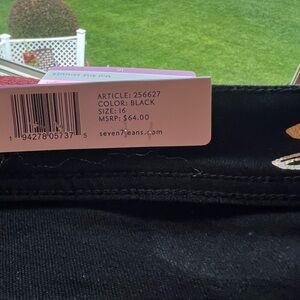 ARTICLE: 256627
COLOR: BLACK
SIZE: 16
MSRP: $64.00
seven7jeans.com
1 94278 05737 5